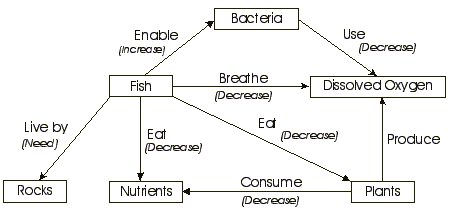 Bacteria
Enable
(Increase)
Use
(Decrease)
Fish
Breathe
(Decrease)
Dissolved Oxygen
Live by
(Need)
Eat
(Decrease)
Eat
(Decrease)
Produce
Rocks
Nutrients
Consume
(Decrease)
Plants